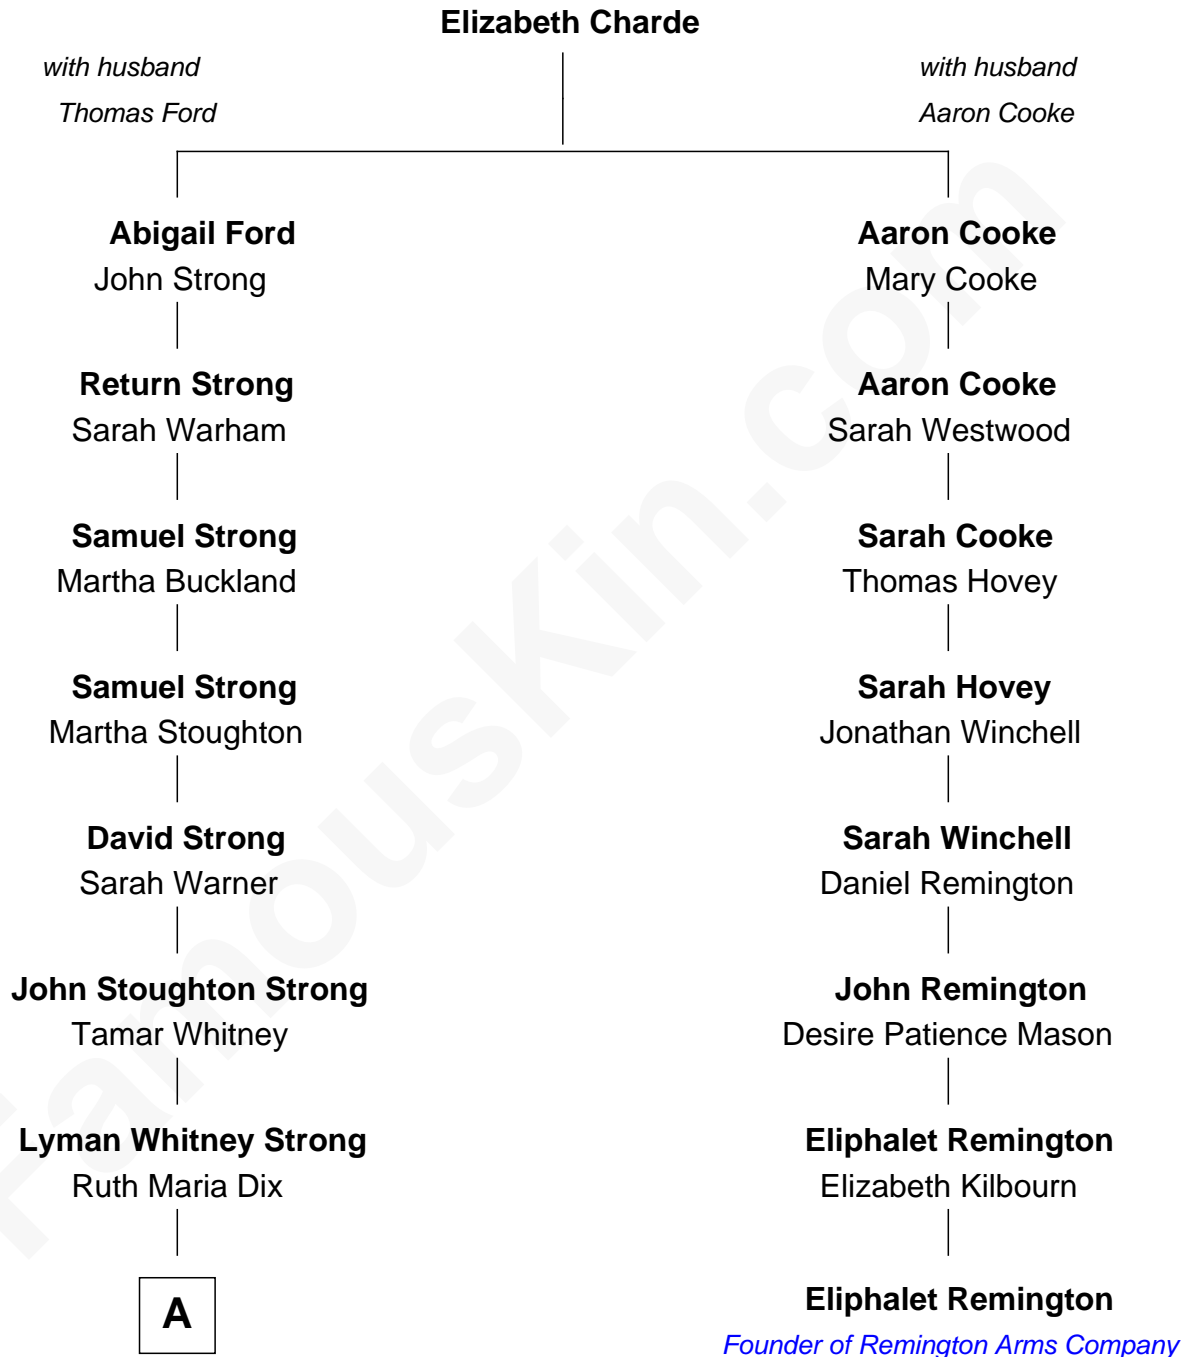 Elizabeth Charde
with husband
Thomas Ford
with husband
Aaron Cooke
Abigail Ford
John Strong
Aaron Cooke
Mary Cooke
Return Strong
Sarah Warham
Aaron Cooke
Sarah Westwood
Samuel Strong
Martha Buckland
Sarah Cooke
Thomas Hovey
Samuel Strong
Martha Stoughton
Sarah Hovey
Jonathan Winchell
David Strong
Sarah Warner
Sarah Winchell
Daniel Remington
John Stoughton Strong
Tamar Whitney
John Remington
Desire Patience Mason
Lyman Whitney Strong
Ruth Maria Dix
Eliphalet Remington
Elizabeth Kilbourn
A
Eliphalet Remington
Founder of Remington Arms Company
FamousKin.com